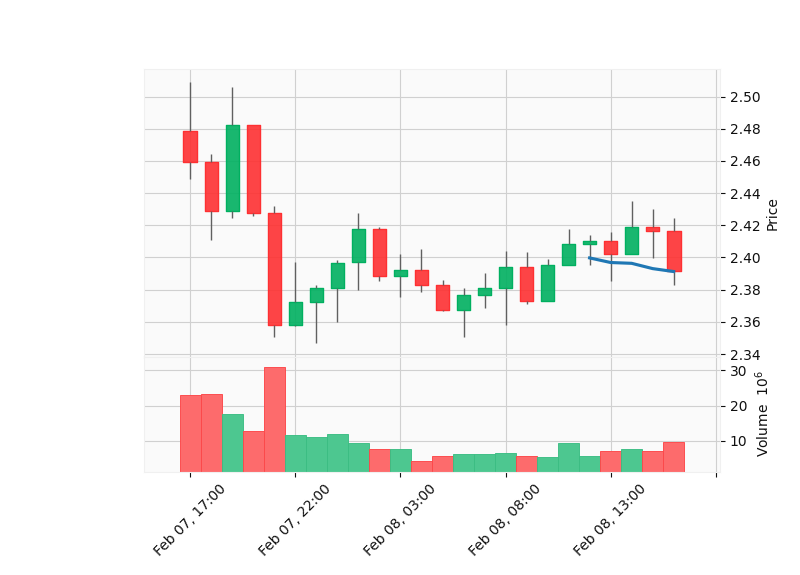 2.50
2.48
2.46
2.44
2.42
2.40
2.38
2.36
2.34
Price
30
20
10
Volume 10⁶
Feb 07, 17:00
Feb 07, 22:00
Feb 08, 03:00
Feb 08, 08:00
Feb 08, 13:00